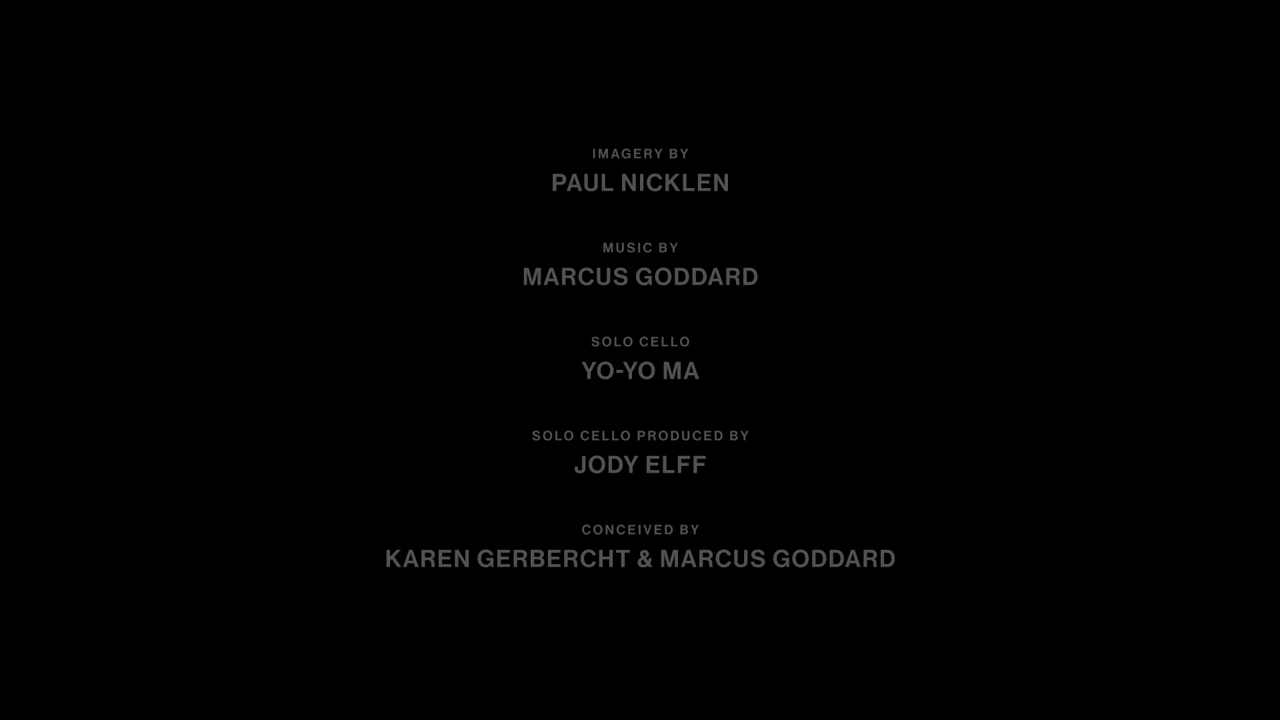 IMAGERY BY
PAUL NICKLEN
MUSIC BY
MARCUS GODDARD
SOLO CELLO
YO-YO MA
SOLO CELLO PRODUCED BY
JODY ELFF
CONCEIVED BY
KAREN GERBERCHT & MARCUS GODDARD